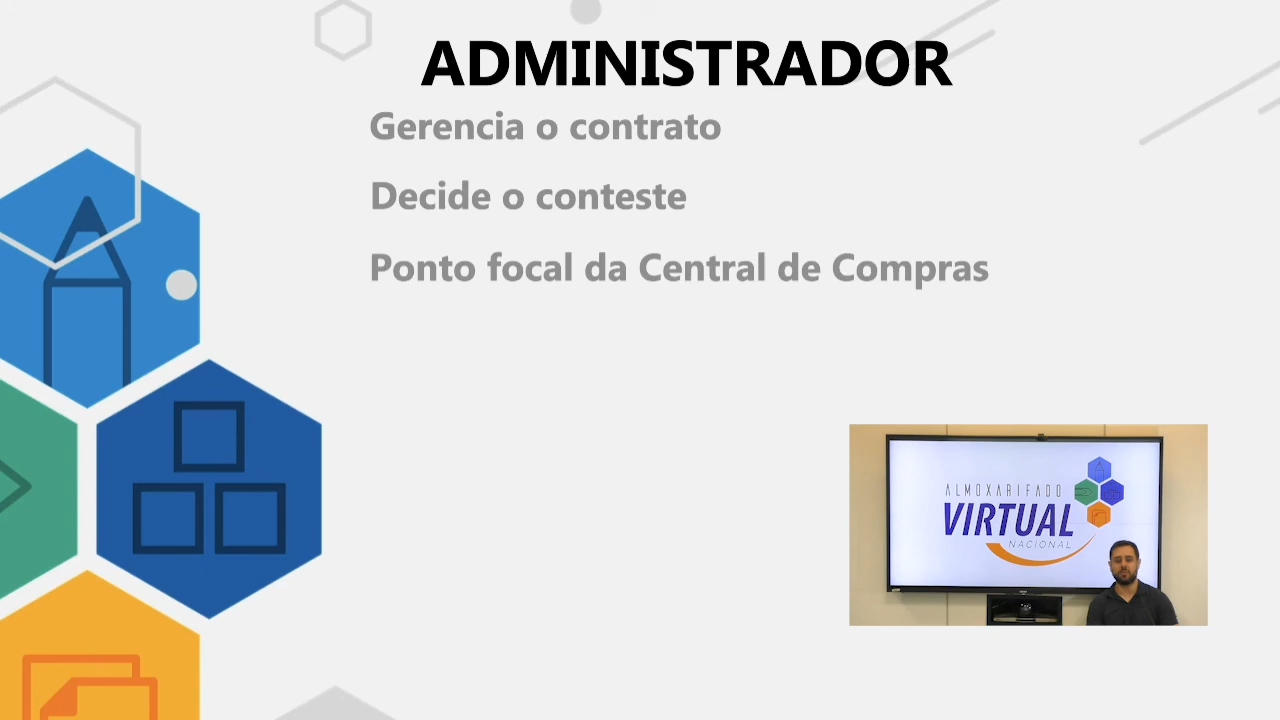 ADMINISTRADOR
Gerencia o contrato
Decide o conteste
Ponto focal da Central de Compras
ALMOXARIFADO
VIRTUAL
NACIONAL